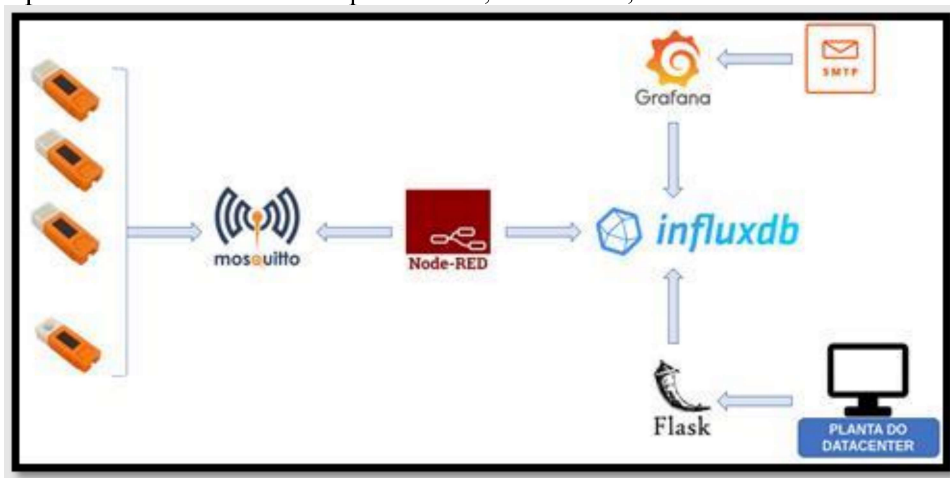 SMTP
Grafana
mosquitto
Node-RED
influxdb
Flask
PLANTA DO
DATACENTER